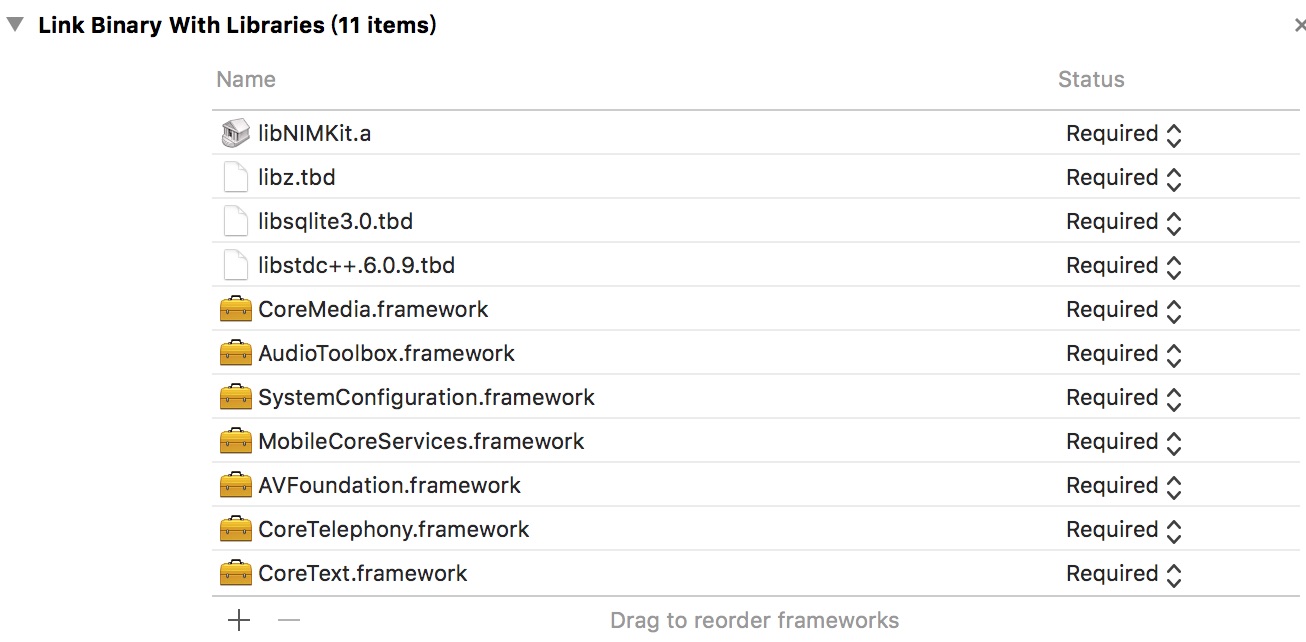 Link Binary With Libraries (11 items)
Name Status
libNIMKit.a Required
libz.tbd Required
libsqlite3.0.tbd Required
libstdc++.6.0.9.tbd Required
CoreMedia.framework Required
AudioToolbox.framework Required
SystemConfiguration.framework Required
MobileCoreServices.framework Required
AVFoundation.framework Required
CoreTelephony.framework Required
CoreText.framework Required
Drag to reorder frameworks